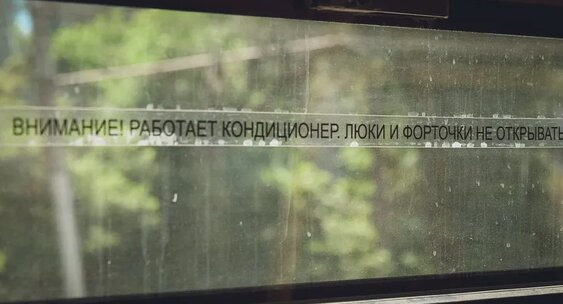 ВНИМАНИЕ! РАБОТАЕТ КОНДИЦИОНЕР. ЛЮКИ И ФОРТОЧКИ НЕ ОТКРЫВАТЬ